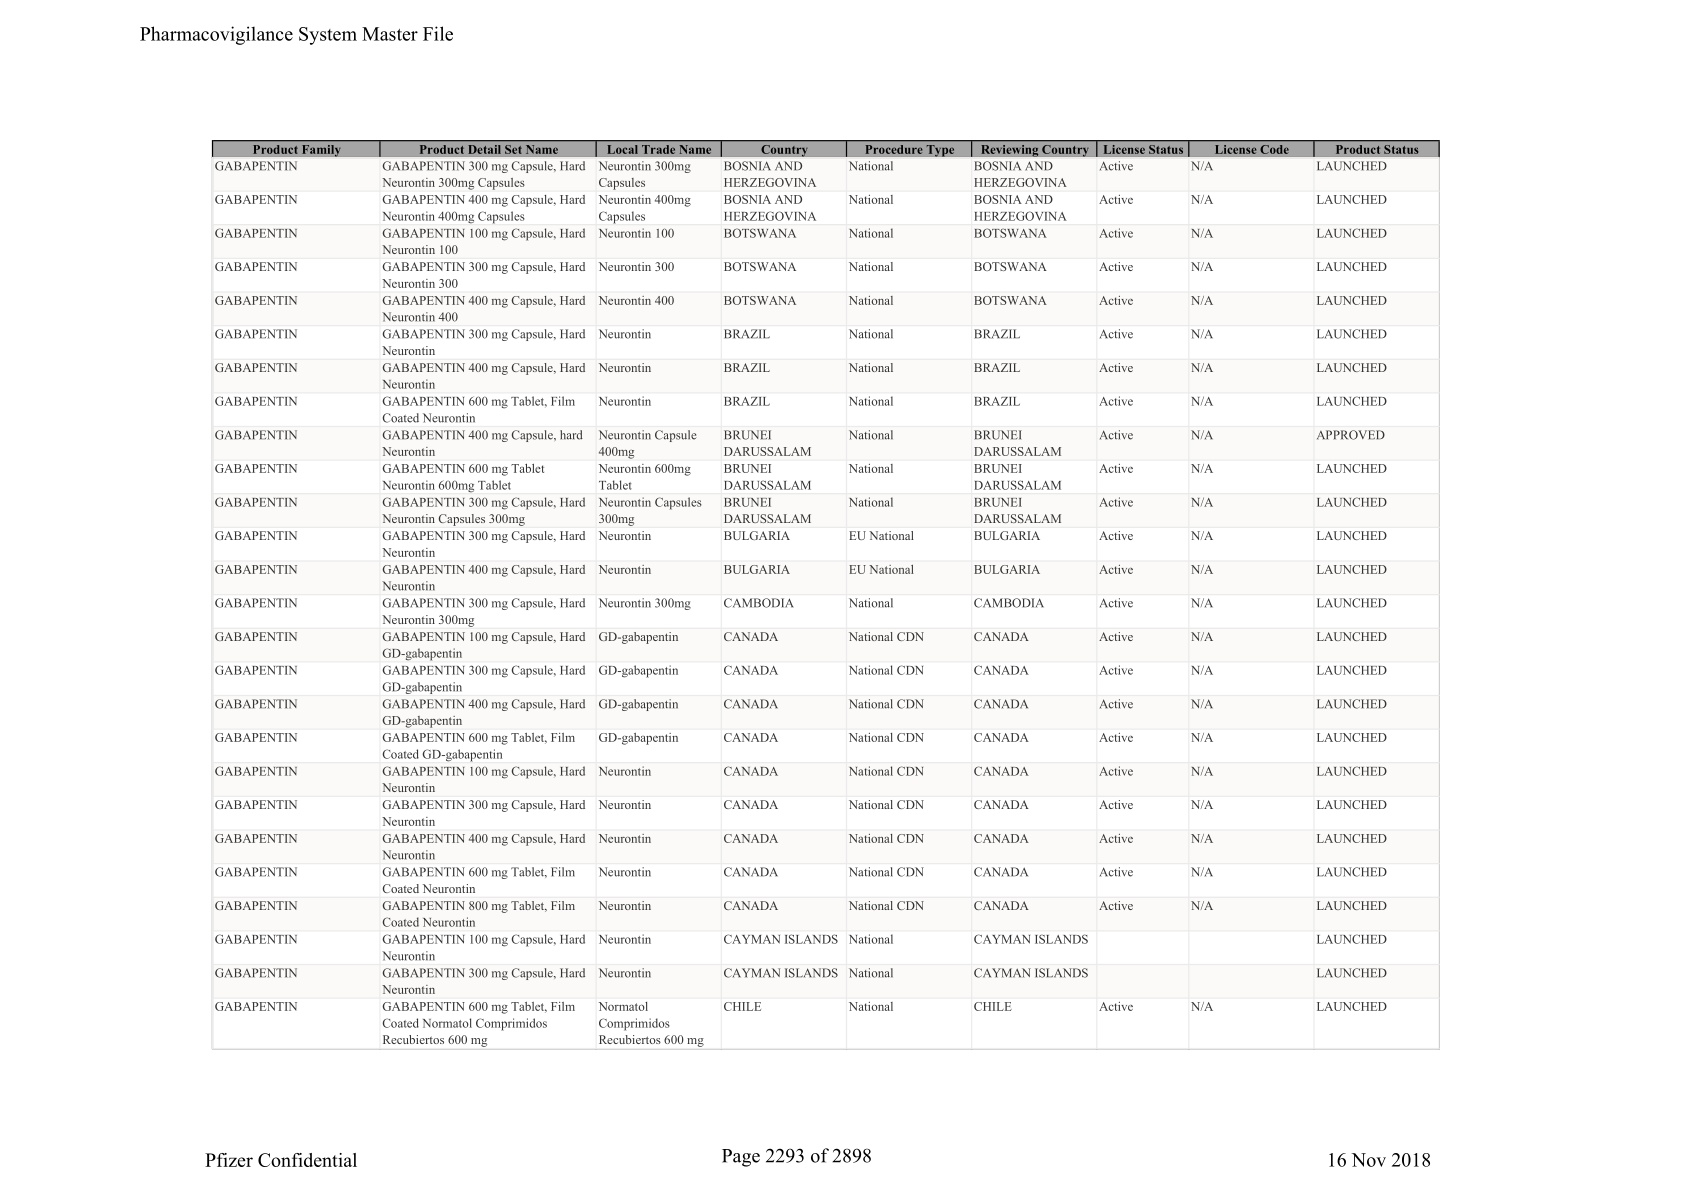 Pharmacovigilance System Master File
Product Family Product Detail Set Name Local Trade Name Country Procedure Type Reviewing Country License Status License Code Product Status
GABAPENTIN GABAPENTIN 300 mg Capsule, Hard Neurontin 300mg BOSNIA AND National BOSNIA AND Active N/A LAUNCHED
Neurontin 300mg Capsules Capsules HERZEGOVINA HERZEGOVINA
GABAPENTIN GABAPENTIN 400 mg Capsule, Hard Neurontin 400mg BOSNIA AND National BOSNIA AND Active N/A LAUNCHED
Neurontin 400mg Capsules Capsules HERZEGOVINA HERZEGOVINA
GABAPENTIN GABAPENTIN 100 mg Capsule, Hard Neurontin 100 BOTSWANA National BOTSWANA Active N/A LAUNCHED
Neurontin 100
GABAPENTIN GABAPENTIN 300 mg Capsule, Hard Neurontin 300 BOTSWANA National BOTSWANA Active N/A LAUNCHED
Neurontin 300
GABAPENTIN GABAPENTIN 400 mg Capsule, Hard Neurontin 400 BOTSWANA National BOTSWANA Active N/A LAUNCHED
Neurontin 400
GABAPENTIN GABAPENTIN 300 mg Capsule, Hard Neurontin BRAZIL National BRAZIL Active N/A LAUNCHED
Neurontin
GABAPENTIN GABAPENTIN 400 mg Capsule, Hard Neurontin BRAZIL National BRAZIL Active N/A LAUNCHED
Neurontin
GABAPENTIN GABAPENTIN 600 mg Tablet, Film Neurontin BRAZIL National BRAZIL Active N/A LAUNCHED
Coated Neurontin
GABAPENTIN GABAPENTIN 400 mg Capsule, hard Neurontin Capsule BRUNEI National BRUNEI Active N/A APPROVED
Neurontin 400mg DARUSSALAM DARUSSALAM
GABAPENTIN GABAPENTIN 600 mg Tablet Neurontin 600mg BRUNEI National BRUNEI Active N/A LAUNCHED
Neurontin 600mg Tablet Tablet DARUSSALAM DARUSSALAM
GABAPENTIN GABAPENTIN 300 mg Capsule, Hard Neurontin Capsules BRUNEI National BRUNEI Active N/A LAUNCHED
Neurontin Capsules 300mg 300mg DARUSSALAM DARUSSALAM
GABAPENTIN GABAPENTIN 300 mg Capsule, Hard Neurontin BULGARIA EU National BULGARIA Active N/A LAUNCHED
Neurontin
GABAPENTIN GABAPENTIN 400 mg Capsule, Hard Neurontin BULGARIA EU National BULGARIA Active N/A LAUNCHED
Neurontin
GABAPENTIN GABAPENTIN 300 mg Capsule, Hard Neurontin 300mg CAMBODIA National CAMBODIA Active N/A LAUNCHED
Neurontin 300mg
GABAPENTIN GABAPENTIN 100 mg Capsule, Hard GD-gabapentin CANADA National CDN CANADA Active N/A LAUNCHED
GD-gabapentin
GABAPENTIN GABAPENTIN 300 mg Capsule, Hard GD-gabapentin CANADA National CDN CANADA Active N/A LAUNCHED
GD-gabapentin
GABAPENTIN GABAPENTIN 400 mg Capsule, Hard GD-gabapentin CANADA National CDN CANADA Active N/A LAUNCHED
GD-gabapentin
GABAPENTIN GABAPENTIN 600 mg Tablet, Film GD-gabapentin CANADA National CDN CANADA Active N/A LAUNCHED
Coated GD-gabapentin
GABAPENTIN GABAPENTIN 100 mg Capsule, Hard Neurontin CANADA National CDN CANADA Active N/A LAUNCHED
Neurontin
GABAPENTIN GABAPENTIN 300 mg Capsule, Hard Neurontin CANADA National CDN CANADA Active N/A LAUNCHED
Neurontin
GABAPENTIN GABAPENTIN 400 mg Capsule, Hard Neurontin CANADA National CDN CANADA Active N/A LAUNCHED
Neurontin
GABAPENTIN GABAPENTIN 600 mg Tablet, Film Neurontin CANADA National CDN CANADA Active N/A LAUNCHED
Coated Neurontin
GABAPENTIN GABAPENTIN 800 mg Tablet, Film Neurontin CANADA National CDN CANADA Active N/A LAUNCHED
Coated Neurontin
GABAPENTIN GABAPENTIN 100 mg Capsule, Hard Neurontin CAYMAN ISLANDS National CAYMAN ISLANDS LAUNCHED
Neurontin
GABAPENTIN GABAPENTIN 300 mg Capsule, Hard Neurontin CAYMAN ISLANDS National CAYMAN ISLANDS LAUNCHED
Neurontin
GABAPENTIN GABAPENTIN 600 mg Tablet, Film Normatol CHILE National CHILE Active N/A LAUNCHED
Coated Normatol Comprimidos Comprimidos
Recubiertos 600 mg Recubiertos 600 mg
Pfizer Confidential Page 2293 of 2898 16 Nov 2018